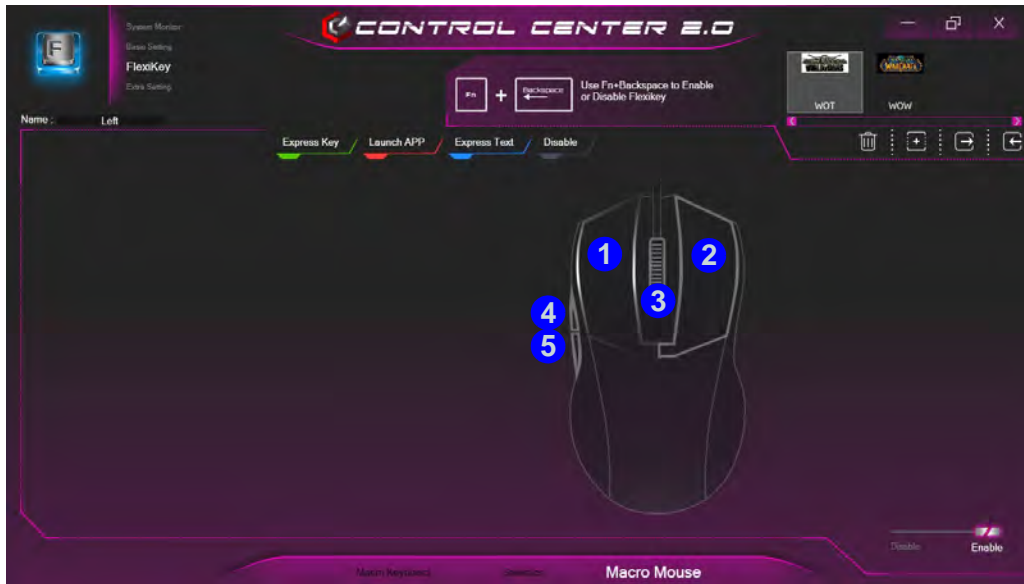 System Monitor
Basic Setting
FlexiKey
Extra Setting
F
CONTROL CENTER 2.0
Fn + Backspace
Use Fn+Backspace to Enable
or Disable Flexikey
WARCRAFT
WOT WOW
Name : Left
Express Key Launch APP Express Text Disable
1
2
3
4
5
Disable Enable
Macro Keyboard Macro Mouse